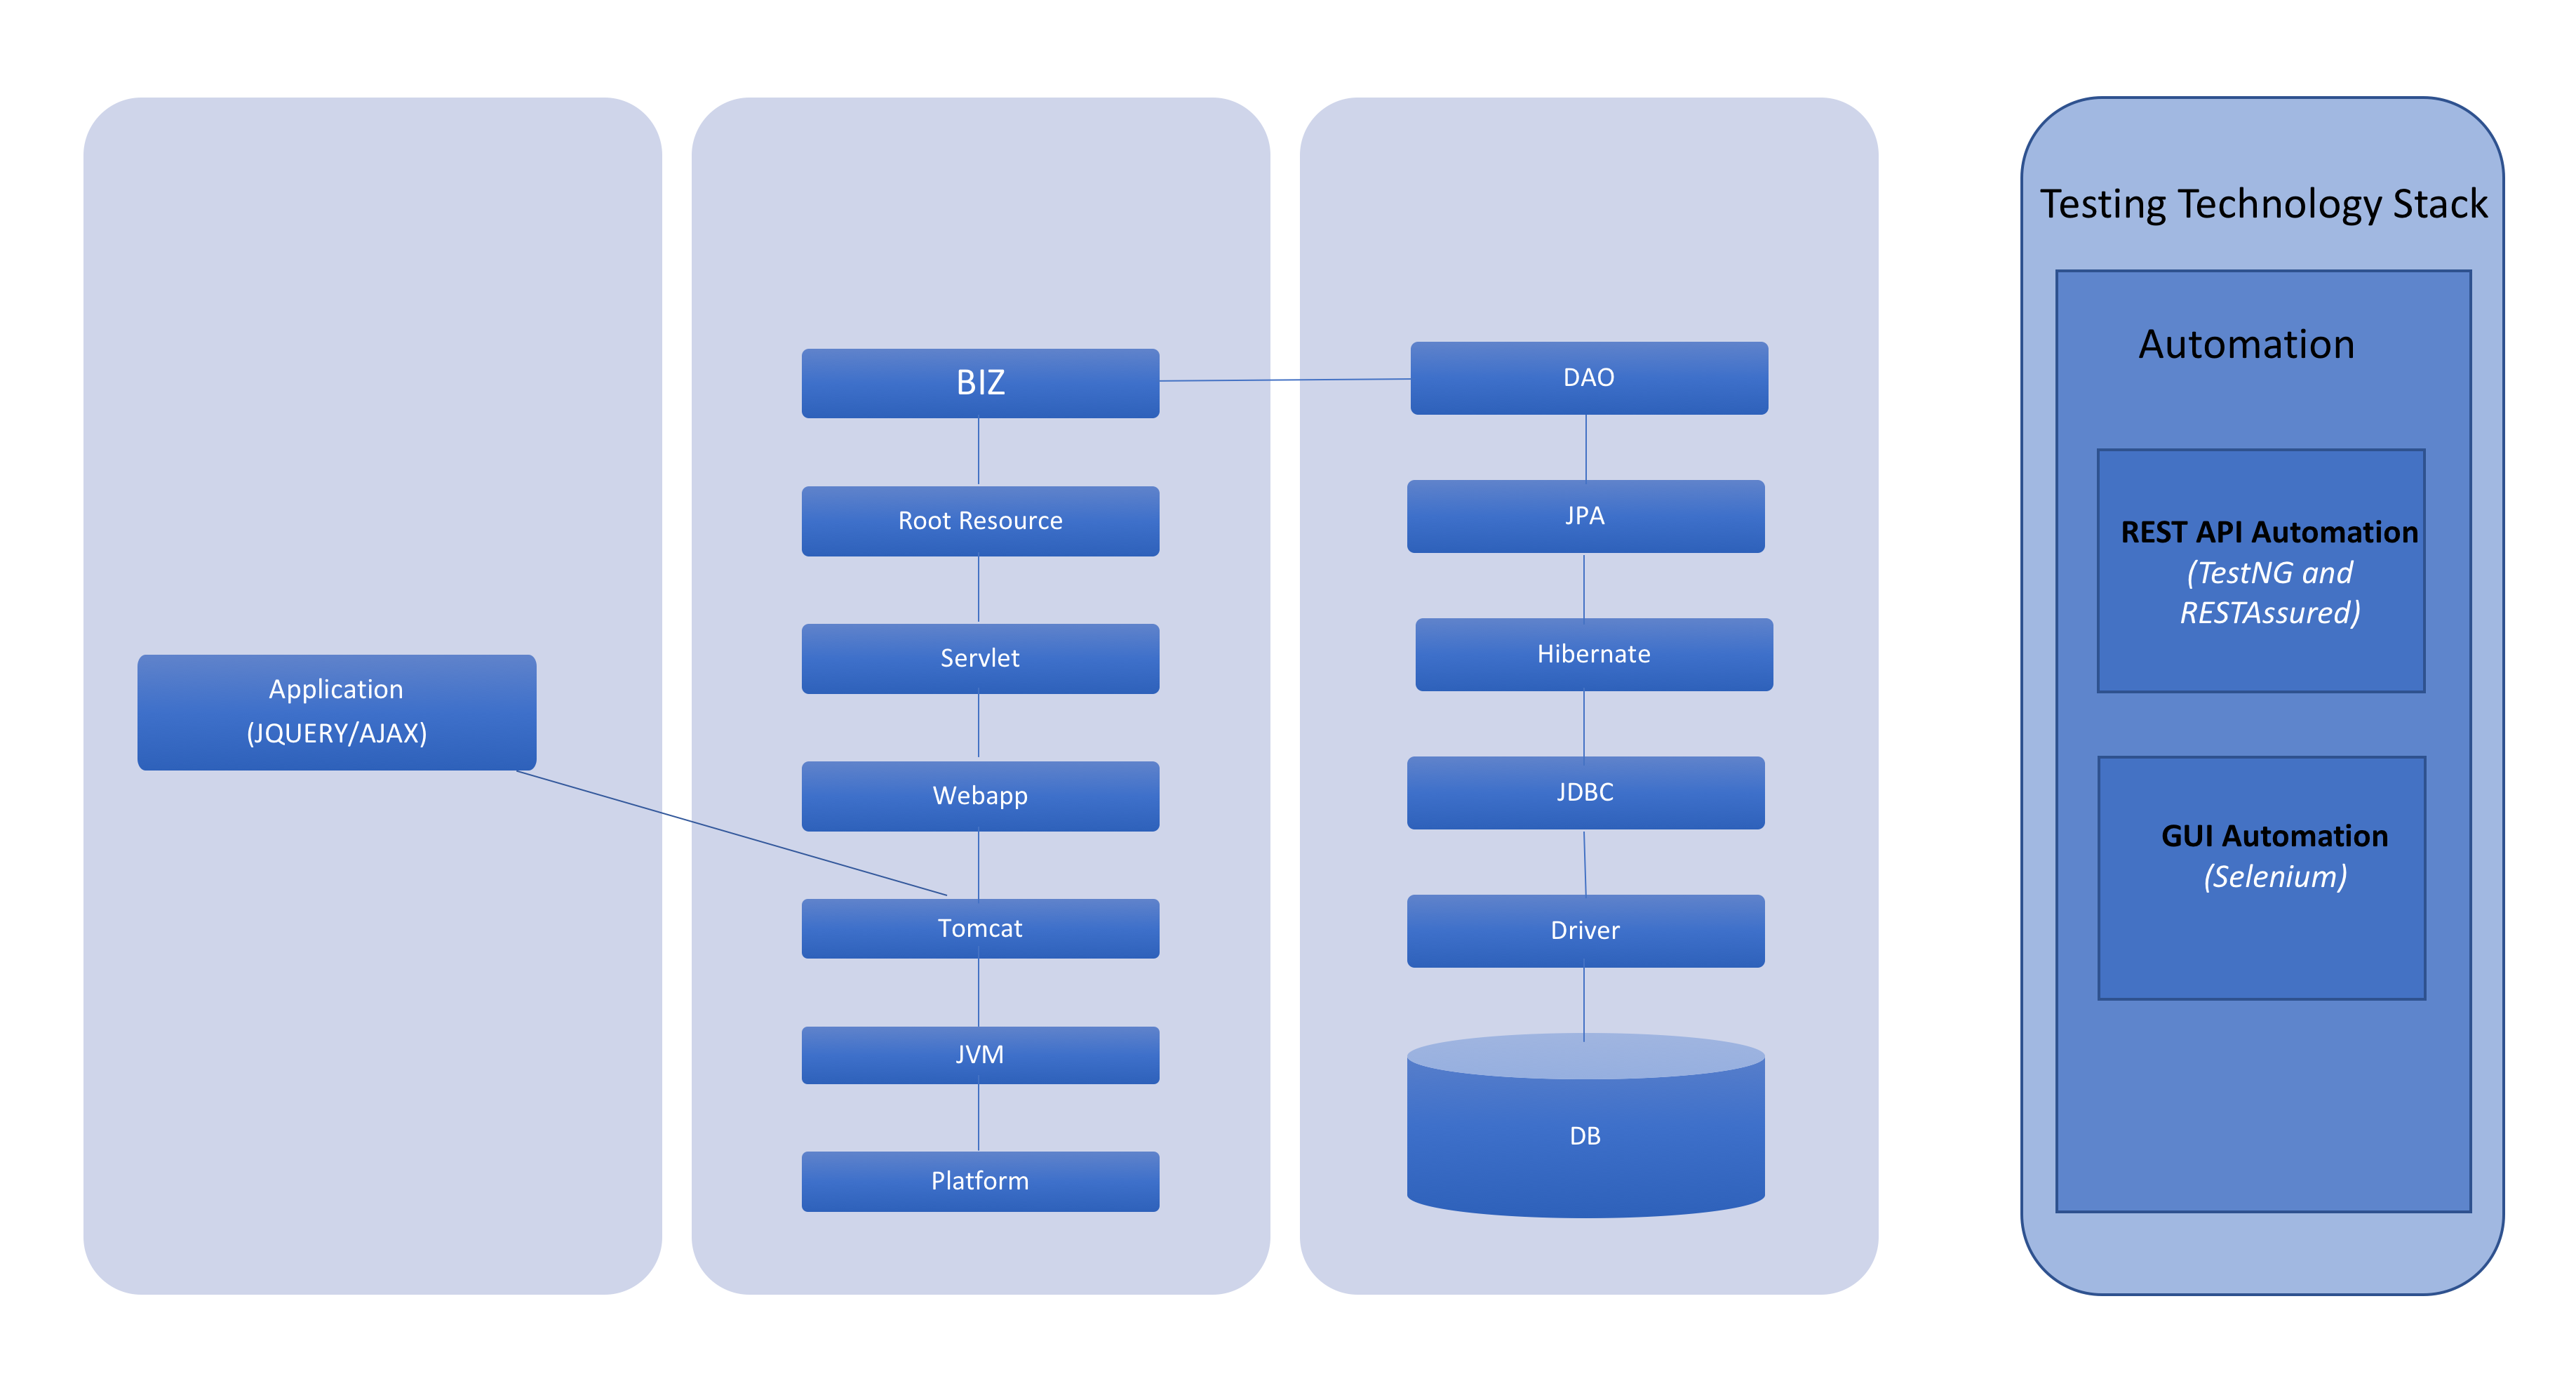 Application
(JQUERY/AJAX)
BIZ
Root Resource
Servlet
Webapp
Tomcat
JVM
Platform
DAO
JPA
Hibernate
JDBC
Driver
DB
Testing Technology Stack
Automation
REST API Automation
(TestNG and
RESTAssured)
GUI Automation
(Selenium)